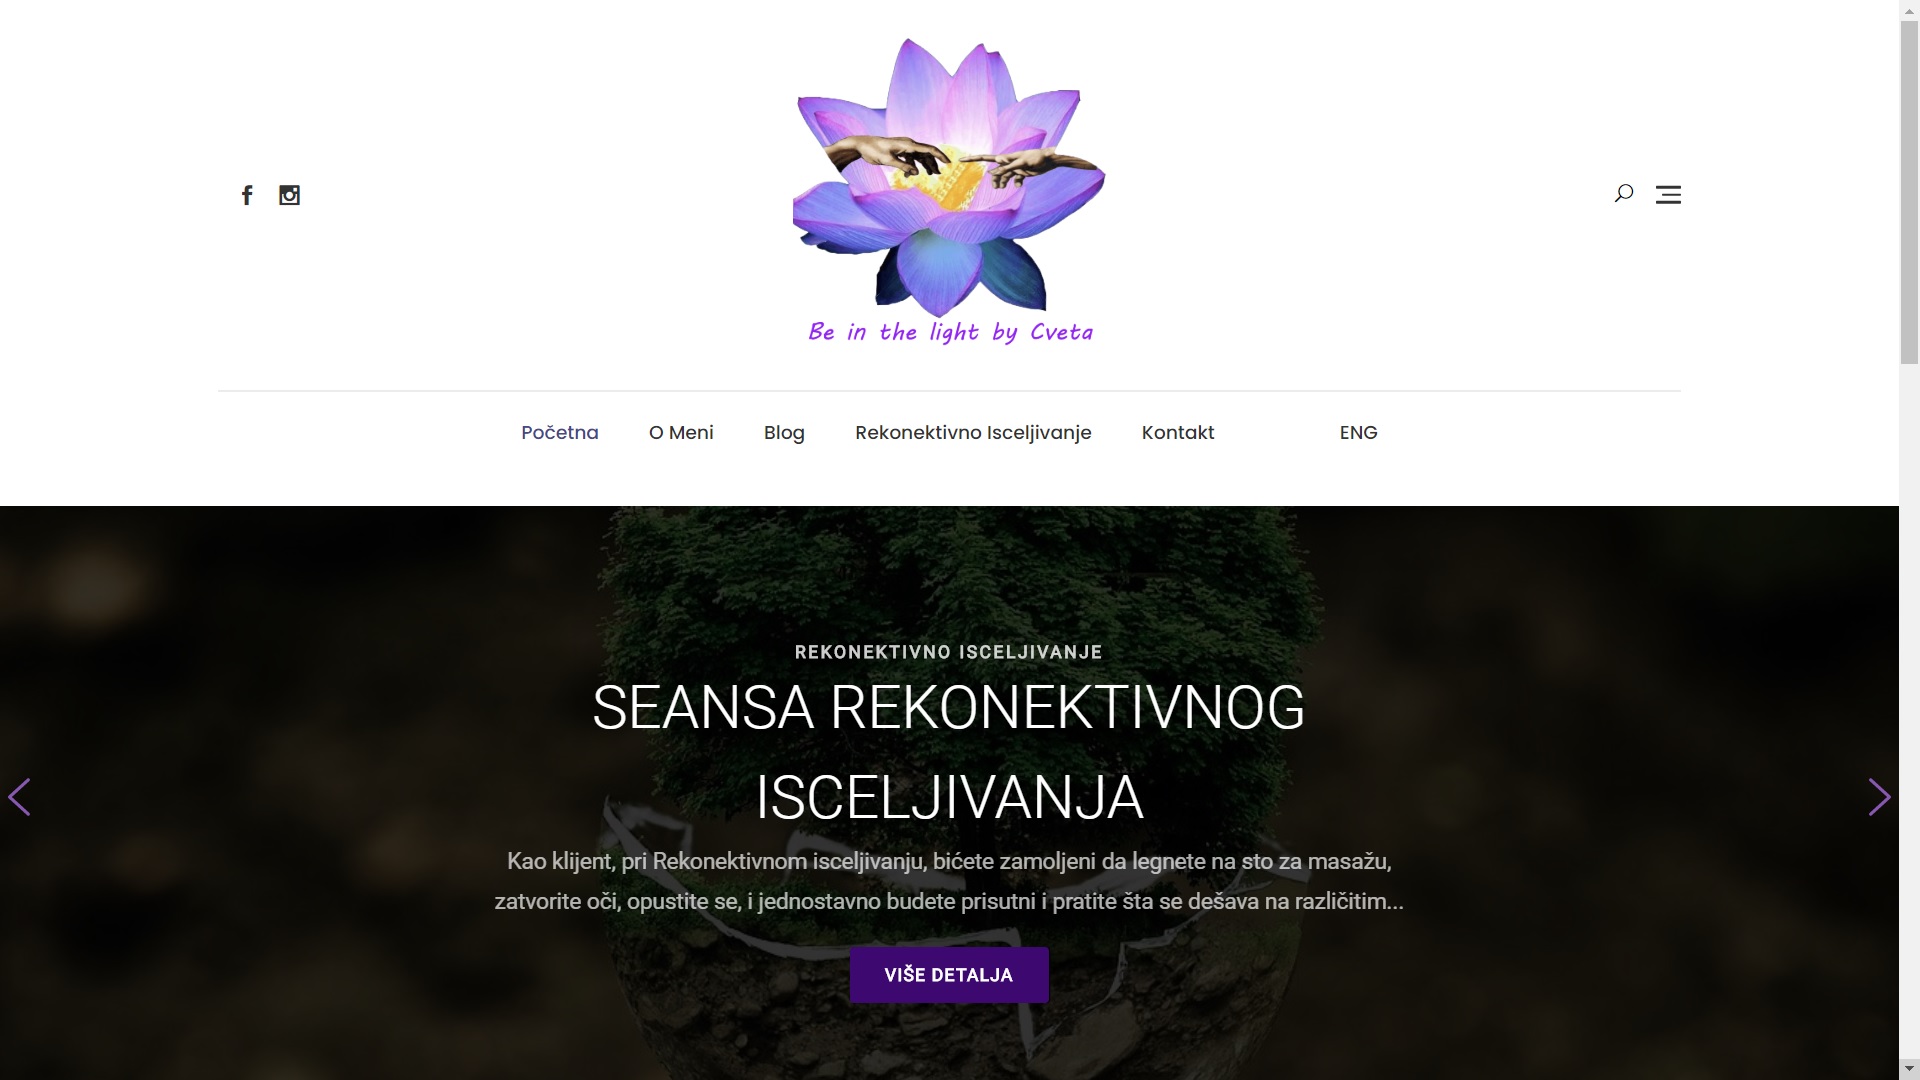 Be in the light by Cveta
Početna
O Meni
Blog
Rekonektivno Isceljivanje
Kontakt
ENG
REKONEKTIVNO ISCELJIVANJE
SEANSA REKONEKTIVNOG
ISCELJIVANJA
Kao klijent, pri Rekonektivnom isceljivanju, bićete zamoljeni da legnete na sto za masažu,
zatvorite oči, opustite se, i jednostavno budete prisutni i pratite šta se dešava na različitim...
VIŠE DETALJA